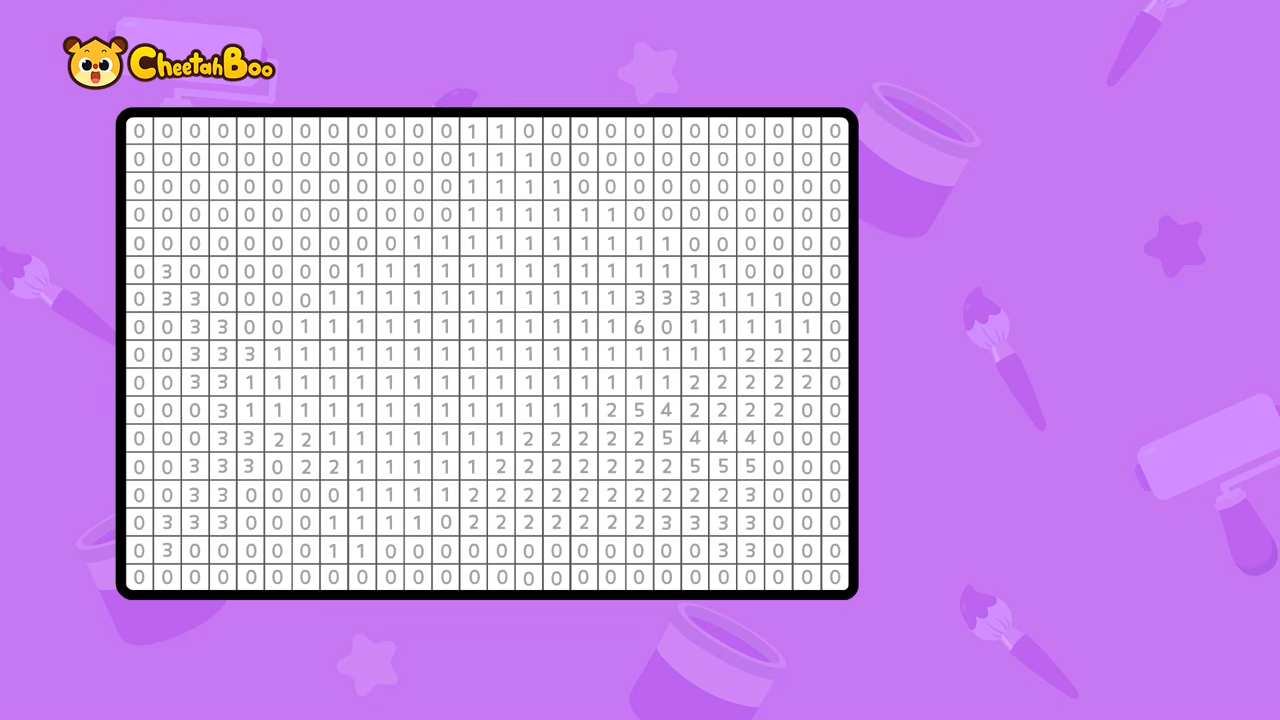 CheetahBoo
0 0 0 0 0 0 0 0 0 0 0 0 1 1 0 0 0 0 0 0 0 0 0 0 0 0
0 0 0 0 0 0 0 0 0 0 0 0 1 1 1 0 0 0 0 0 0 0 0 0 0 0
0 0 0 0 0 0 0 0 0 0 0 0 1 1 1 1 0 0 0 0 0 0 0 0 0 0
0 0 0 0 0 0 0 0 0 0 0 0 1 1 1 1 1 1 0 0 0 0 0 0 0 0
0 0 0 0 0 0 0 0 0 0 1 1 1 1 1 1 1 1 1 1 0 0 0 0 0 0
0 3 0 0 0 0 0 0 1 1 1 1 1 1 1 1 1 1 1 1 1 1 0 0 0 0
0 3 3 0 0 0 0 1 1 1 1 1 1 1 1 1 1 1 3 3 3 1 1 1 0 0
0 0 3 3 0 0 1 1 1 1 1 1 1 1 1 1 1 1 6 0 1 1 1 1 1 0
0 0 3 3 3 1 1 1 1 1 1 1 1 1 1 1 1 1 1 1 1 1 2 2 2 0
0 0 3 3 1 1 1 1 1 1 1 1 1 1 1 1 1 1 1 1 2 2 2 2 2 0
0 0 0 3 1 1 1 1 1 1 1 1 1 1 1 1 1 2 5 4 2 2 2 2 0 0
0 0 0 3 3 2 2 1 1 1 1 1 1 1 2 2 2 2 2 5 4 4 4 0 0 0
0 0 3 3 3 0 2 2 1 1 1 1 1 2 2 2 2 2 2 2 5 5 5 0 0 0
0 0 3 3 0 0 0 0 1 1 1 1 2 2 2 2 2 2 2 2 2 2 3 0 0 0
0 3 3 3 0 0 0 1 1 1 1 0 2 2 2 2 2 2 2 3 3 3 3 0 0 0
0 3 0 0 0 0 0 1 1 0 0 0 0 0 0 0 0 0 0 0 0 3 3 0 0 0
0 0 0 0 0 0 0 0 0 0 0 0 0 0 0 0 0 0 0 0 0 0 0 0 0 0